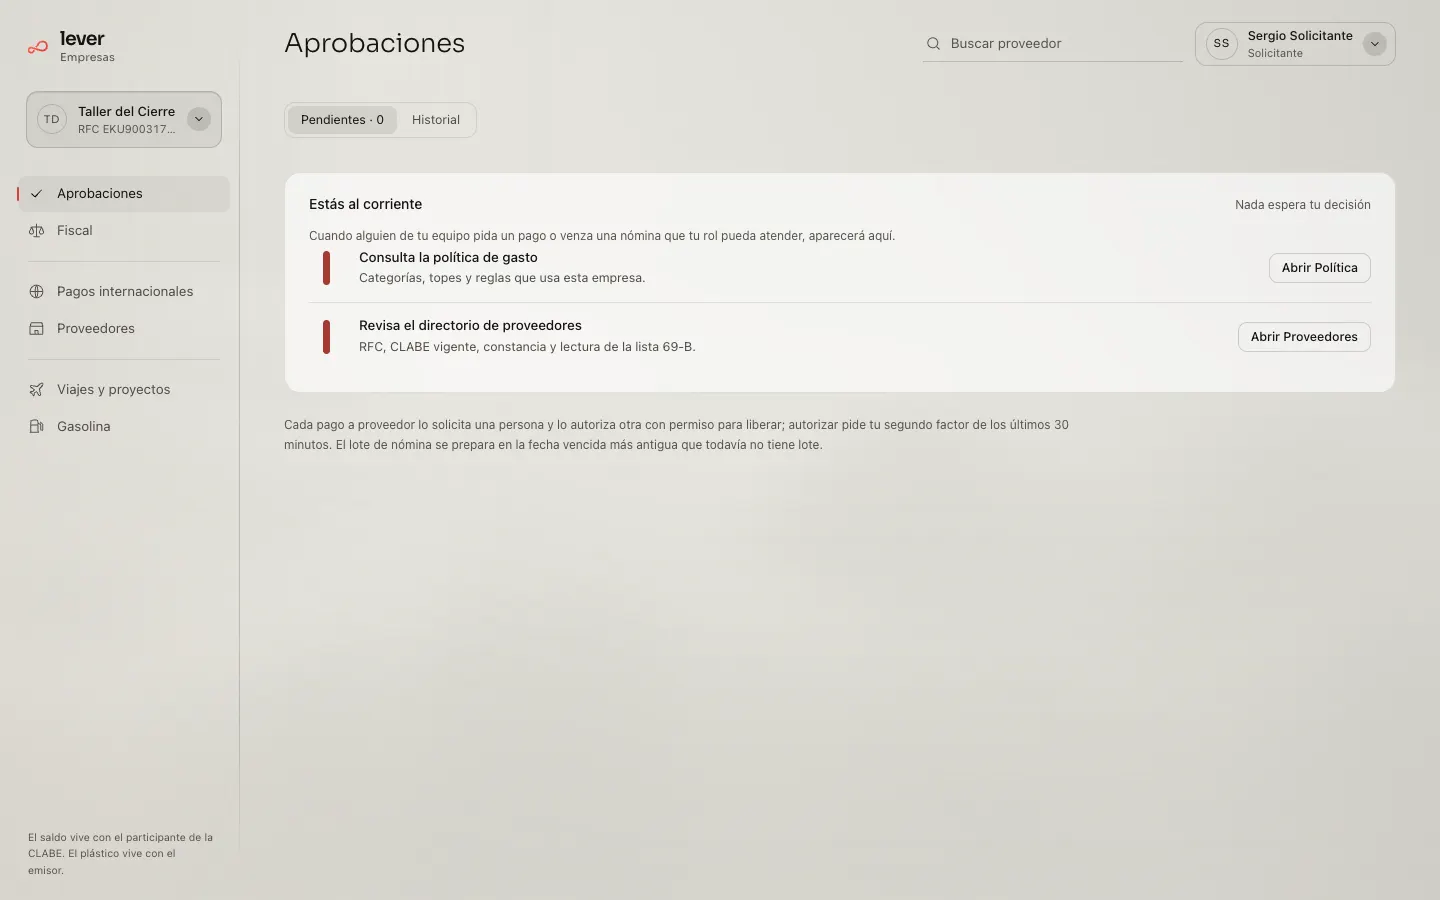 lever
Empresas
TD
Taller del Cierre
RFC EKU900317...
Aprobaciones
Fiscal
Pagos internacionales
Proveedores
Viajes y proyectos
Gasolina
El saldo vive con el participante de la
CLABE. El plástico vive con el
emisor.
Aprobaciones
Buscar proveedor
SS
Sergio Solicitante
Solicitante
Pendientes · 0
Historial
Estás al corriente
Nada espera tu decisión
Cuando alguien de tu equipo pida un pago o venza una nómina que tu rol pueda atender, aparecerá aquí.
Consulta la política de gasto
Categorías, topes y reglas que usa esta empresa.
Abrir Política
Revisa el directorio de proveedores
RFC, CLABE vigente, constancia y lectura de la lista 69-B.
Abrir Proveedores
Cada pago a proveedor lo solicita una persona y lo autoriza otra con permiso para liberar; autorizar pide tu segundo factor de los últimos 30
minutos. El lote de nómina se prepara en la fecha vencida más antigua que todavía no tiene lote.